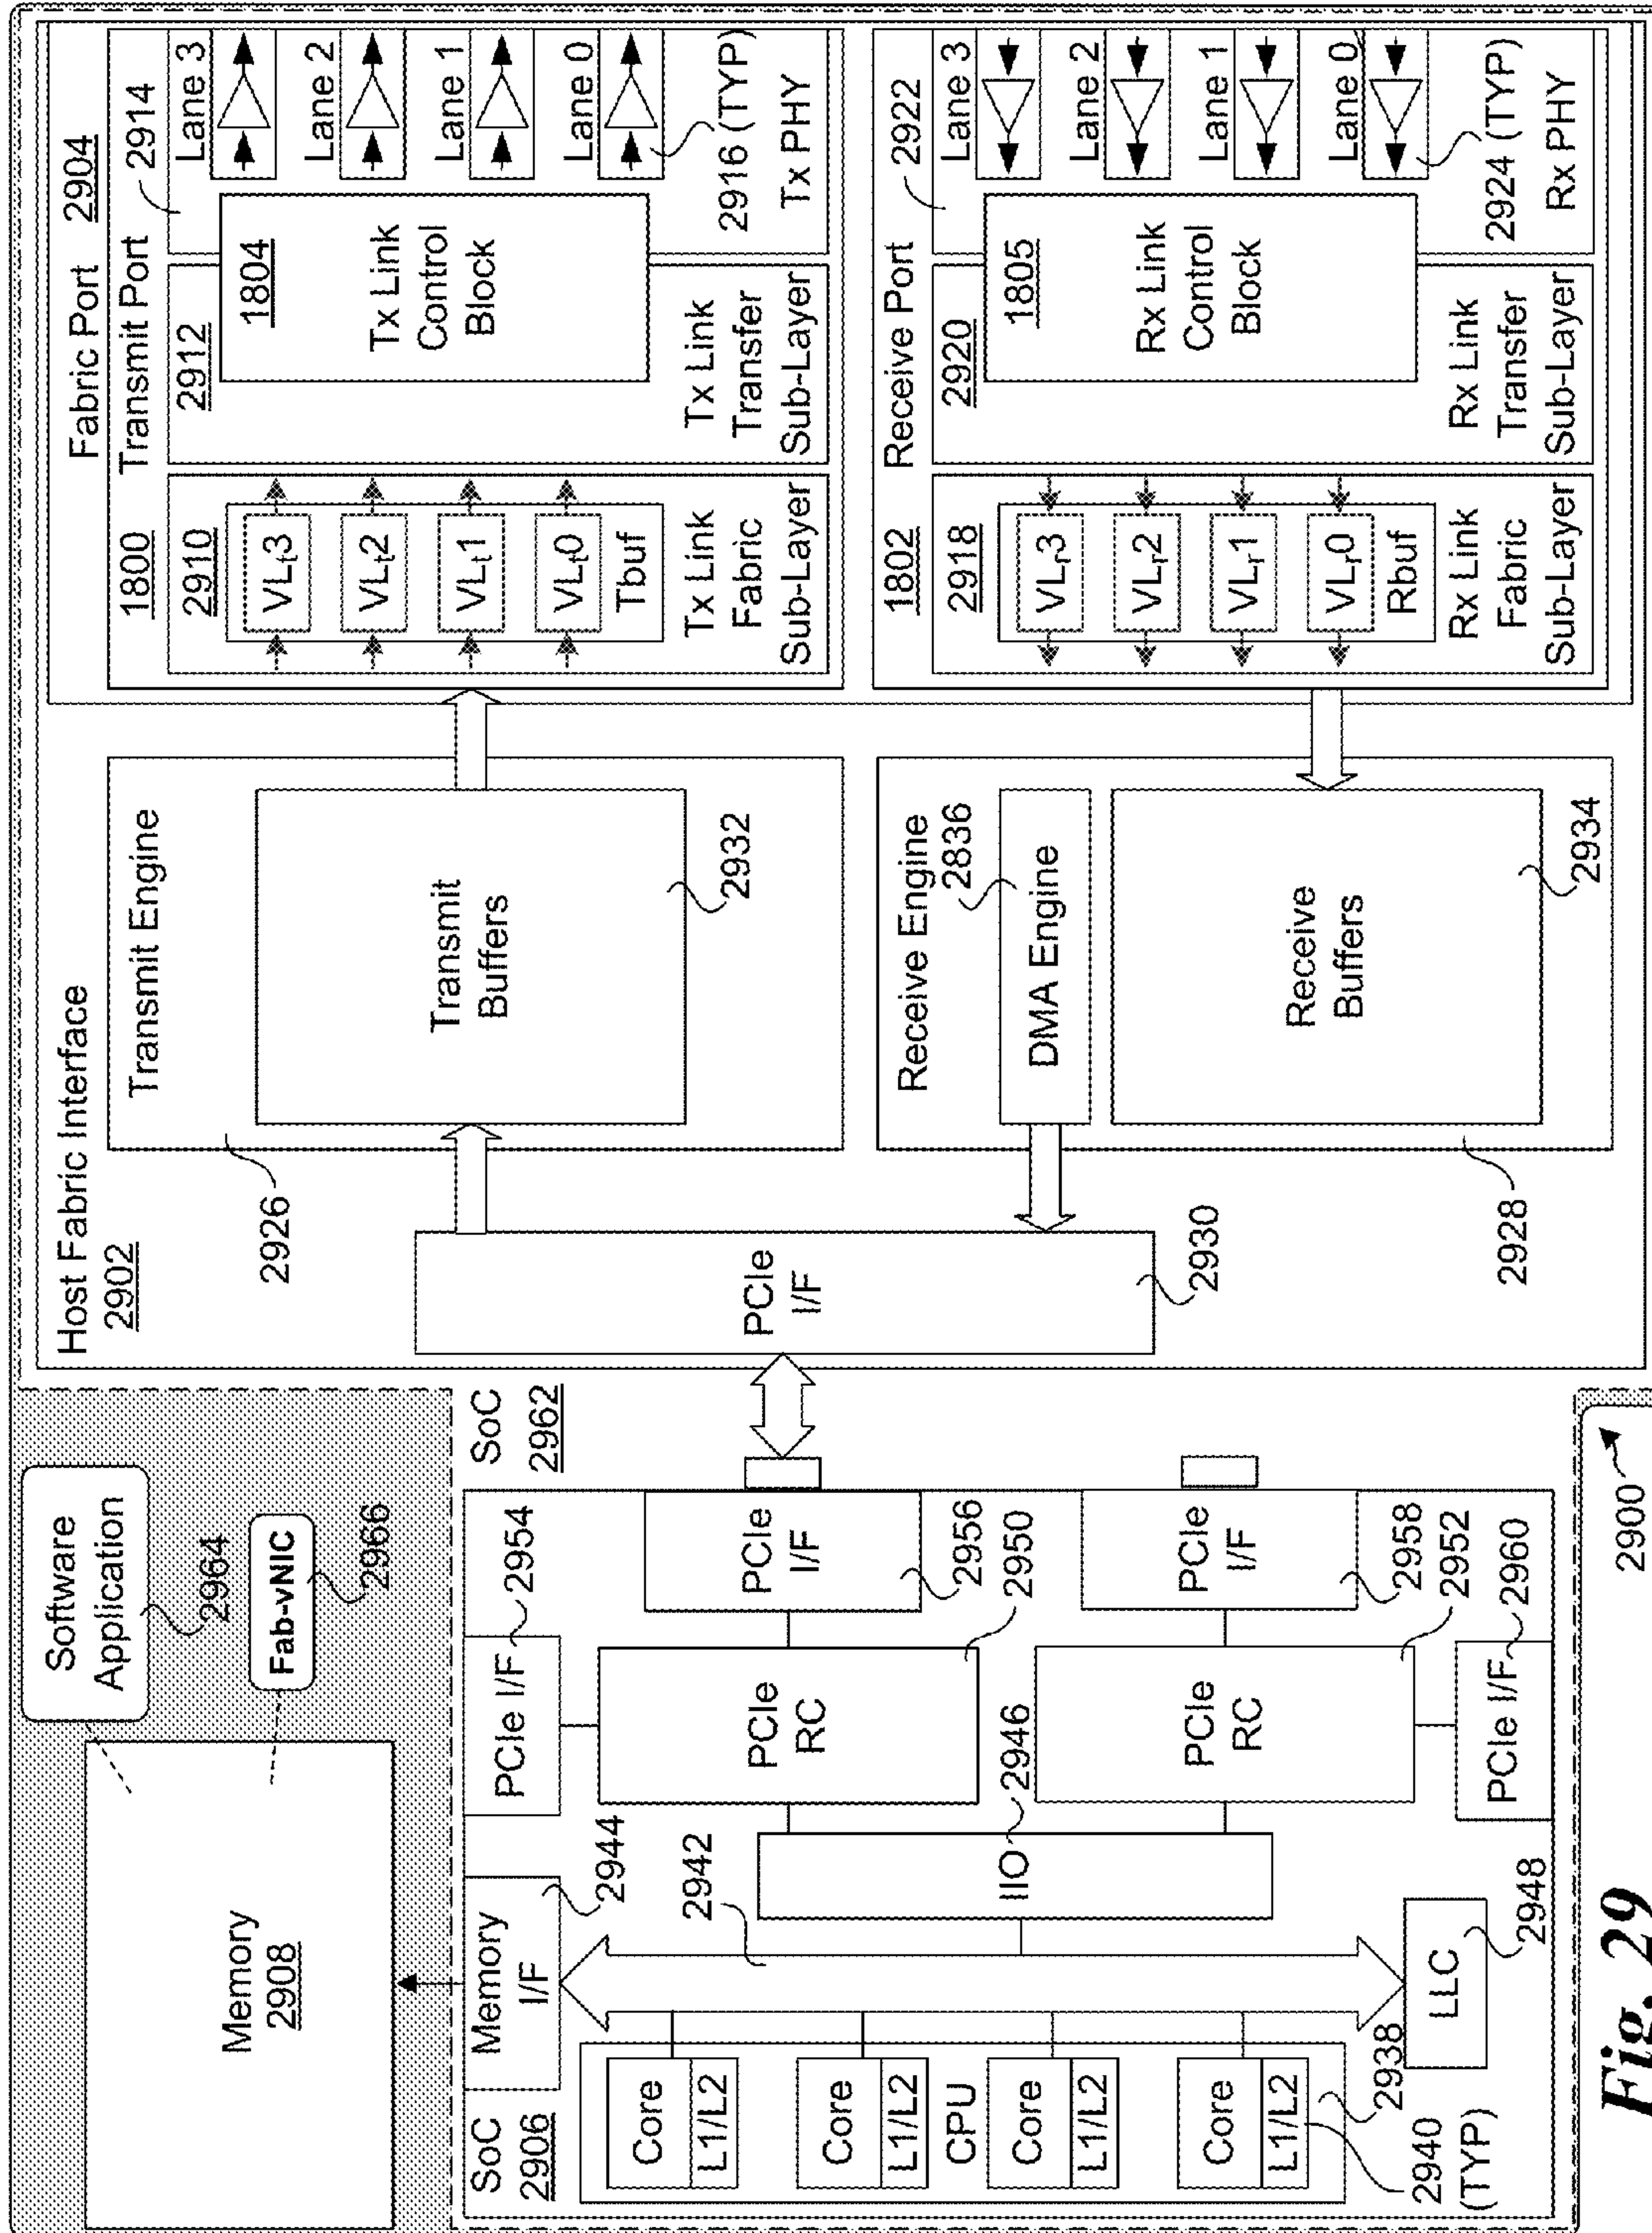 Memory
2908
Software
Application
2964
Fab-vNIC
2966
SoC
2906
Memory
I/F
2944
PCIe I/F
2954
Core
L1/L2
Core
L1/L2
CPU
Core
L1/L2
Core
L1/L2
2940
(TYP)
2938
2942
LLC
2948
IIO
2946
PCIe
RC
2950
PCIe
RC
2952
PCIe
I/F
2956
PCIe
I/F
2958
PCIe I/F
2960
SoC
2962
Host Fabric Interface
2902
PCIe
I/F
2930
2926
Transmit Engine
Transmit
Buffers
2932
Receive Engine
2836
DMA Engine
Receive
Buffers
2934
2928
Fabric Port 2904
1800 Transmit Port
2910
VLt3
VLt2
VLt1
VLt0
Tbuf
Tx Link
Fabric
Sub-Layer
2912
1804
Tx Link
Control
Block
Tx Link
Transfer
Sub-Layer
2914
Lane 3
Lane 2
Lane 1
Lane 0
2916 (TYP)
Tx PHY
1802 Receive Port
2918
VLr3
VLr2
VLr1
VLr0
Rbuf
Rx Link
Fabric
Sub-Layer
2920
1805
Rx Link
Control
Block
Rx Link
Transfer
Sub-Layer
2922
Lane 3
Lane 2
Lane 1
Lane 0
2924 (TYP)
Rx PHY
Fig. 29
2900